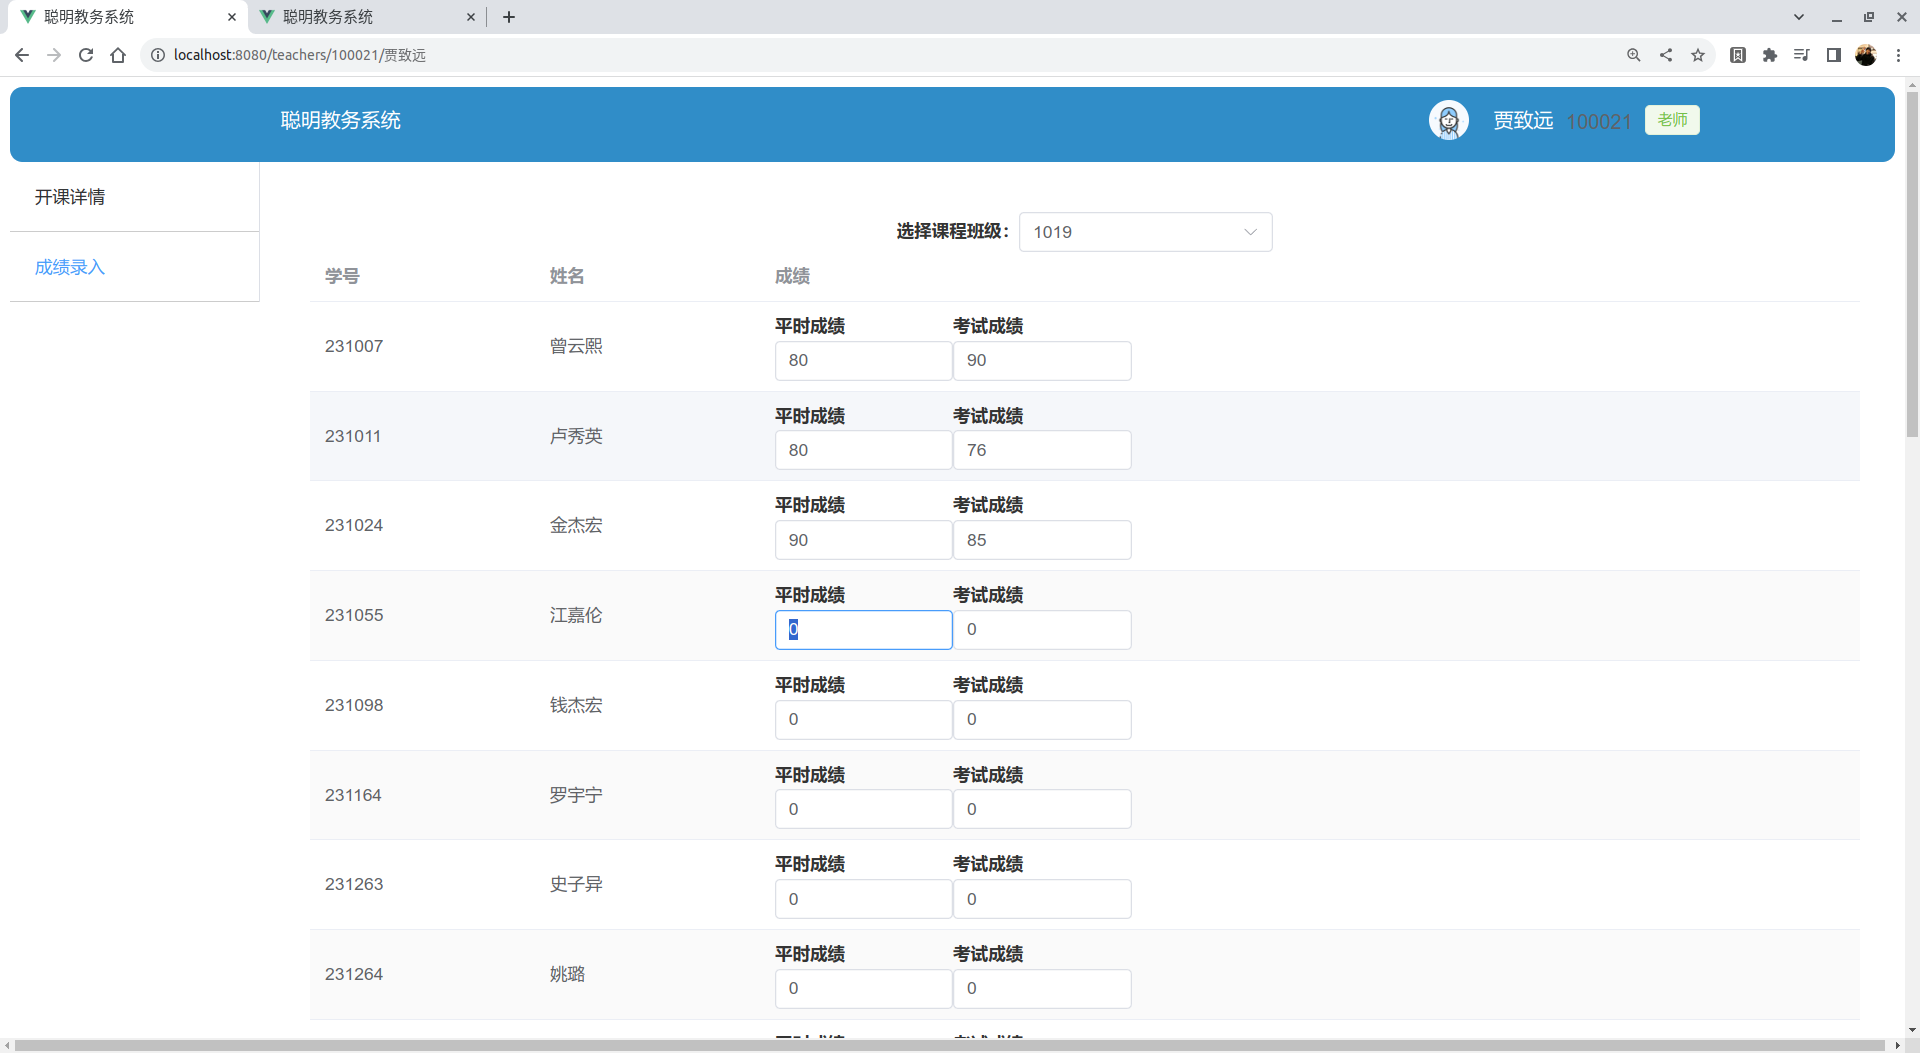 聪明教务系统
聪明教务系统
localhost:8080/teachers/100021/贾致远
聪明教务系统
贾致远 100021 老师
开课详情
成绩录入
选择课程班级: 1019
学号 姓名 成绩
平时成绩 考试成绩
231007 曾云熙 80 90
平时成绩 考试成绩
231011 卢秀英 80 76
平时成绩 考试成绩
231024 金杰宏 90 85
平时成绩 考试成绩
231055 江嘉伦 0 0
平时成绩 考试成绩
231098 钱杰宏 0 0
平时成绩 考试成绩
231164 罗宇宁 0 0
平时成绩 考试成绩
231263 史子异 0 0
平时成绩 考试成绩
231264 姚璐 0 0